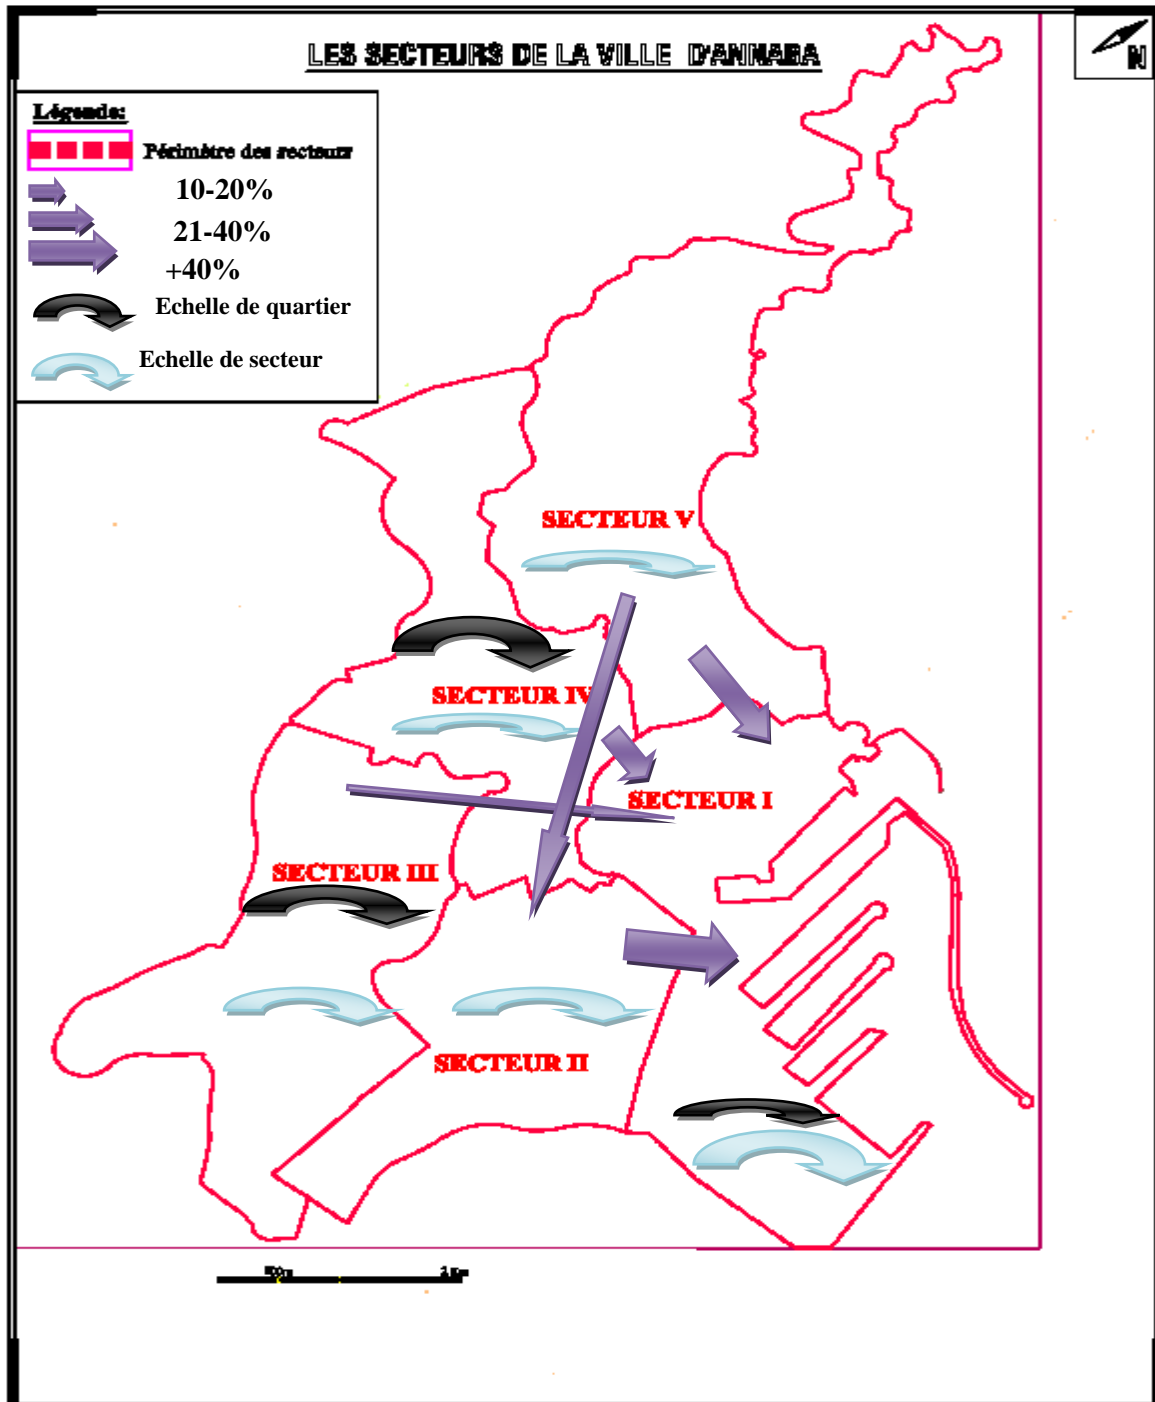 LES SECTEURS DE LA VILLE D'ANNABA
N
Légende:
Périmètre des secteurs
10-20%
21-40%
+40%
Echelle de quartier
Echelle de secteur
SECTEUR V
SECTEUR IV
SECTEUR I
SECTEUR III
SECTEUR II